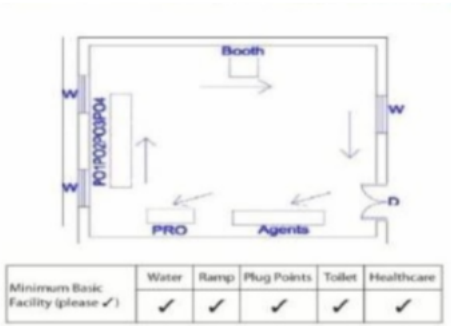 Booth
W
W
W
PO1PO2PO3PO4
D
PRO
Agents
Water Ramp Plug Points Toilet Healthcare
Minimum Basic
Facility (please ✓)
✓ ✓ ✓ ✓ ✓